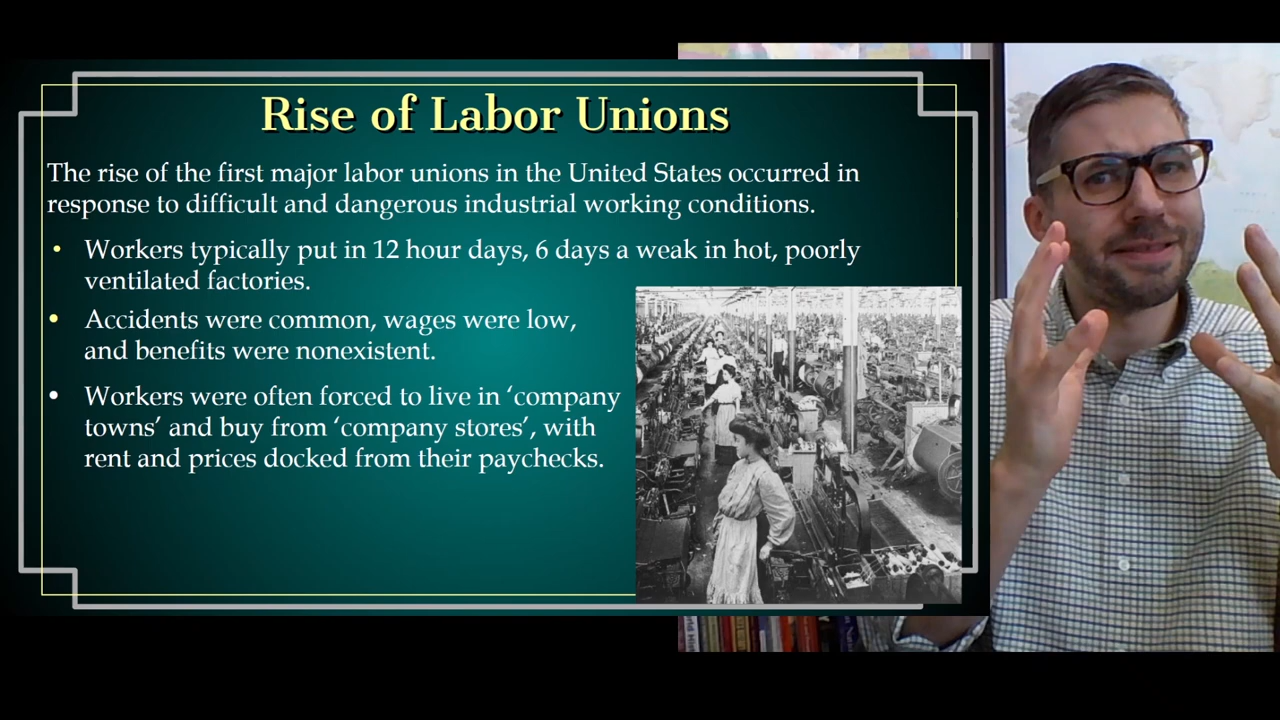 Rise of Labor Unions
The rise of the first major labor unions in the United States occurred in
response to difficult and dangerous industrial working conditions.
• Workers typically put in 12 hour days, 6 days a weak in hot, poorly
ventilated factories.
• Accidents were common, wages were low,
and benefits were nonexistent.
• Workers were often forced to live in ‘company
towns’ and buy from ‘company stores’, with
rent and prices docked from their paychecks.